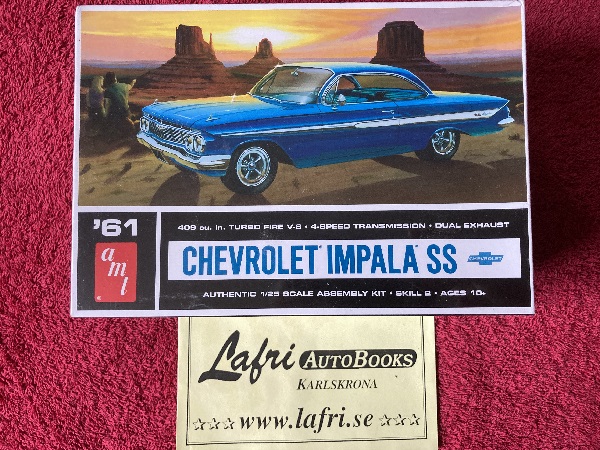 '61
amt
409 cu. in. TURBO FIRE V-8 • 4-SPEED TRANSMISSION • DUAL EXHAUST
CHEVROLET IMPALA SS
CHEVROLET
AUTHENTIC 1/25 SCALE ASSEMBLY KIT • SKILL 2 • AGES 10+
Lafri AUTOBOOKS
KARLSKRONA
☆☆☆ www.lafri.se ☆☆☆